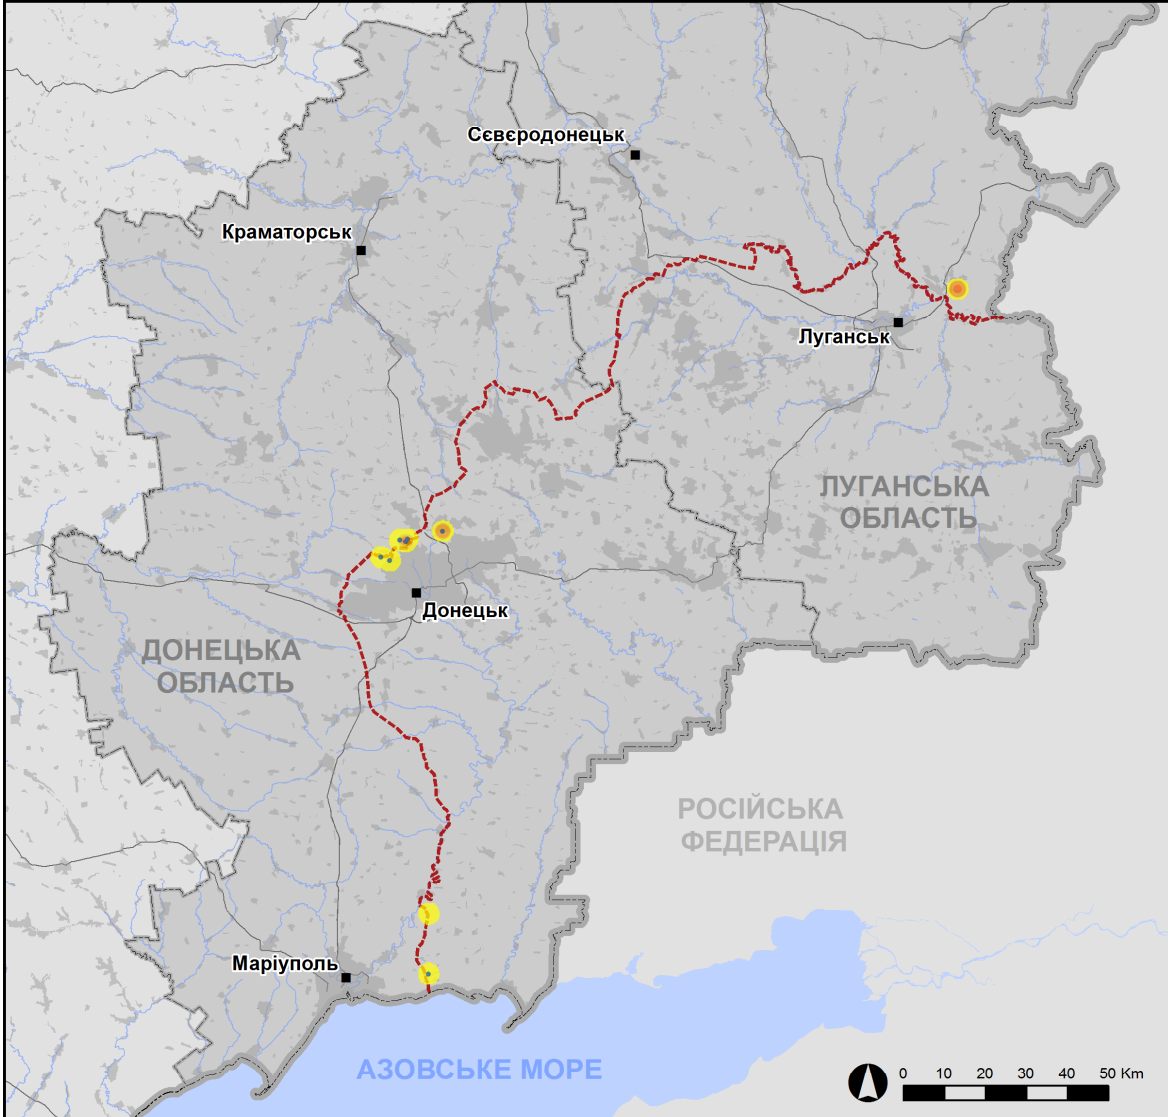 Сєвєродонецьк
Краматорськ
Луганськ
ЛУГАНСЬКА
ОБЛАСТЬ
Донецьк
ДОНЕЦЬКА
ОБЛАСТЬ
РОСІЙСЬКА
ФЕДЕРАЦІЯ
Маріуполь
АЗОВСЬКЕ МОРЕ
0 10 20 30 40 50 Km